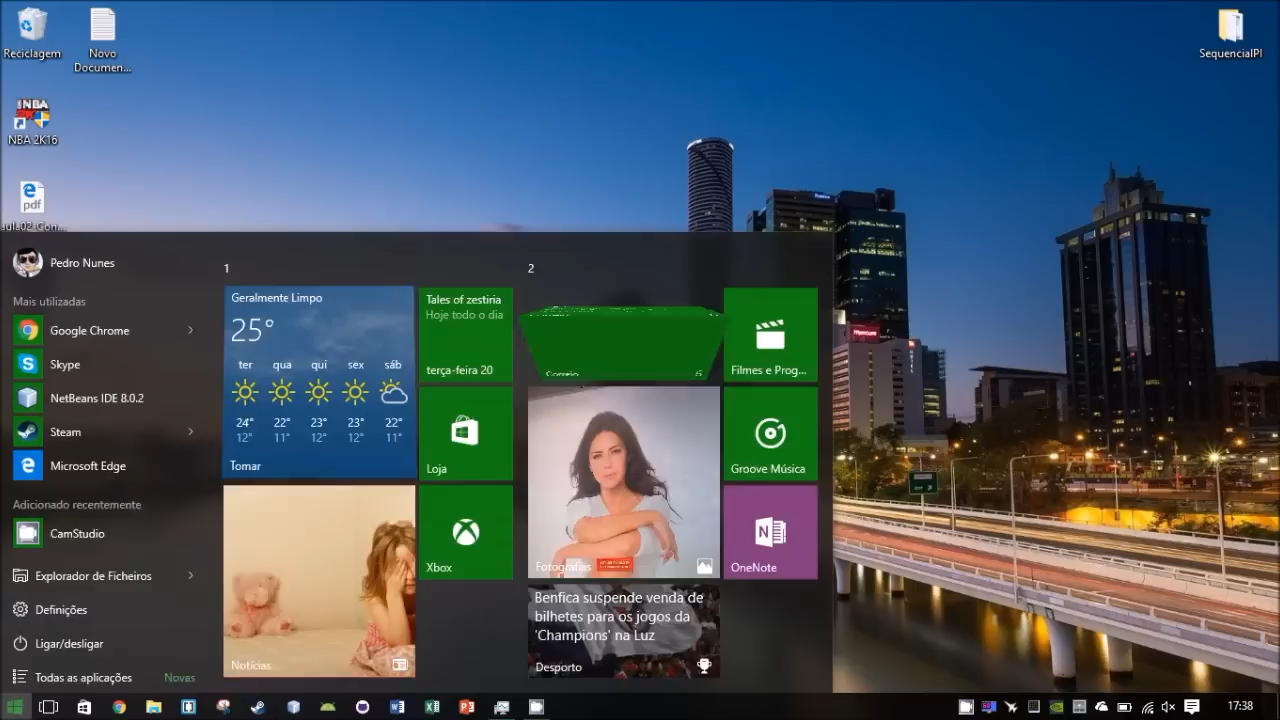 Reciclagem
Novo
Documen...
SequencialPI
NBA
NBA 2K16
pdf
Pedro Nunes
Mais utilizadas
Google Chrome
Skype
NetBeans IDE 8.0.2
Steam
Microsoft Edge
Adicionado recentemente
CamStudio
Explorador de Ficheiros
Definições
Ligar/desligar
Todas as aplicações
Novas
1
Geralmente Limpo
25°
ter qua qui sex sáb
24° 22° 23° 23° 22°
12° 11° 12° 12° 11°
Tomar
Tales of zestiria
Hoje todo o dia
terça-feira 20
Loja
Notícias
Xbox
2
Correio
6
Filmes e Prog...
Fotografias
Groove Música
OneNote
Benfica suspende venda de
bilhetes para os jogos da
'Champions' na Luz
Desporto
17:38